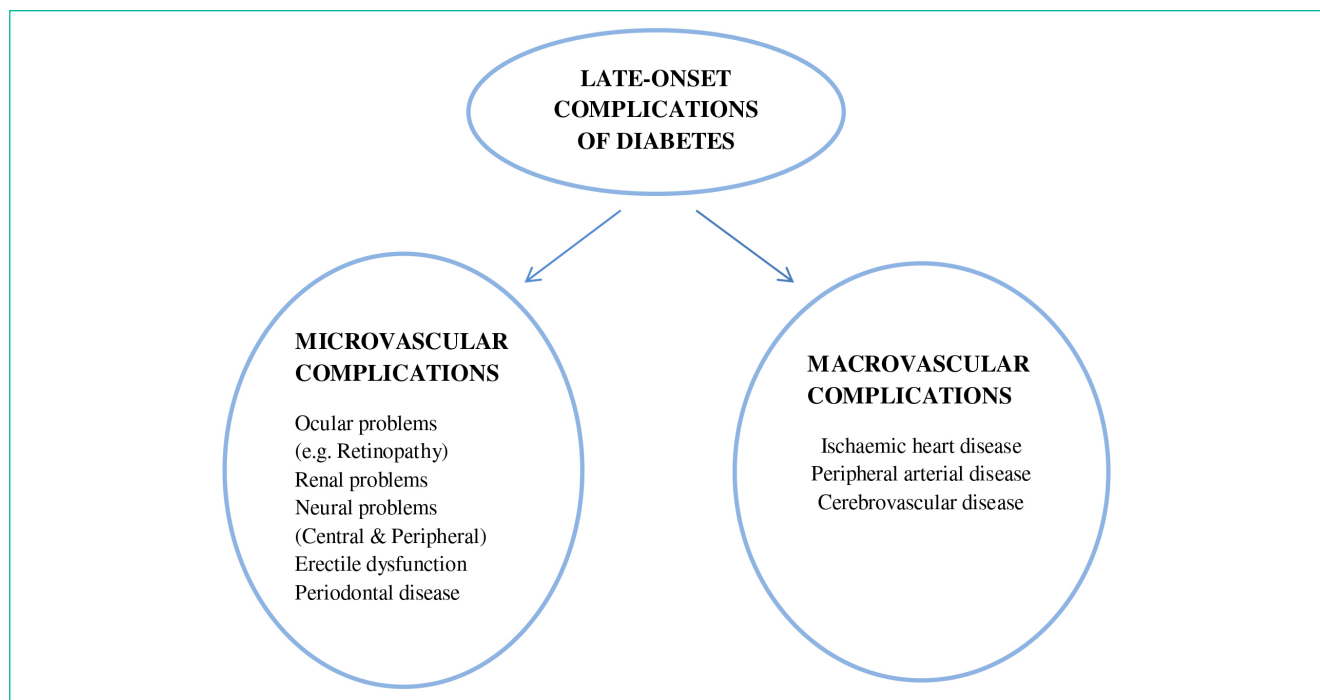 LATE-ONSET
COMPLICATIONS
OF DIABETES
MICROVASCULAR
COMPLICATIONS
Ocular problems
(e.g. Retinopathy)
Renal problems
Neural problems
(Central & Peripheral)
Erectile dysfunction
Periodontal disease
MACROVASCULAR
COMPLICATIONS
Ischaemic heart disease
Peripheral arterial disease
Cerebrovascular disease